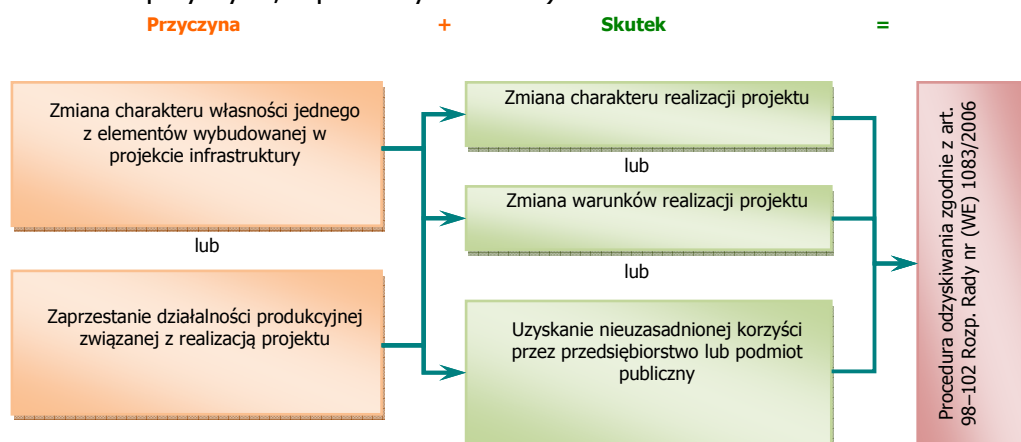 Przyczyna + Skutek =
Zmiana charakteru własności jednego
z elementów wybudowanej w
projekcie infrastruktury
lub
Zaprzestanie działalności produkcyjnej
związanej z realizacją projektu
Zmiana charakteru realizacji projektu
lub
Zmiana warunków realizacji projektu
lub
Uzyskanie nieuzasadnionej korzyści
przez przedsiębiorstwo lub podmiot
publiczny
Procedura odzyskiwania zgodnie z art.
98–102 Rozp. Rady nr (WE) 1083/2006